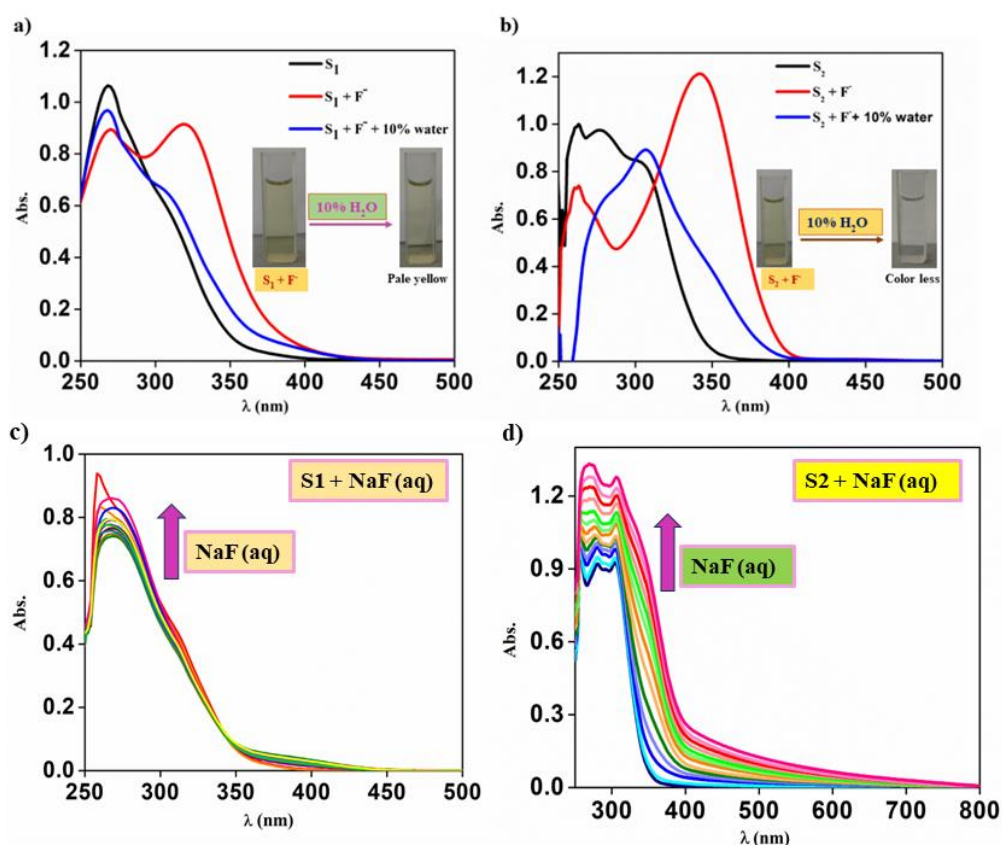 a)
S₁
S₁ + F⁻
S₁ + F⁻ + 10% water
10% H₂O
S₁ + F⁻
Pale yellow
1.2
1.0
0.8
0.6
0.4
0.2
0.0
Abs.
250 300 350 400 450 500
λ (nm)
b)
S₂
S₂ + F⁻
S₂ + F⁻ + 10% water
10% H₂O
S₂ + F⁻
Color less
1.2
1.0
0.8
0.6
0.4
0.2
0.0
Abs.
250 300 350 400 450 500
λ (nm)
c)
S1 + NaF (aq)
NaF (aq)
1.0
0.8
0.6
0.4
0.2
0.0
Abs.
250 300 350 400 450 500
λ (nm)
d)
S2 + NaF (aq)
NaF (aq)
1.2
0.9
0.6
0.3
0.0
Abs.
300 400 500 600 700 800
λ (nm)